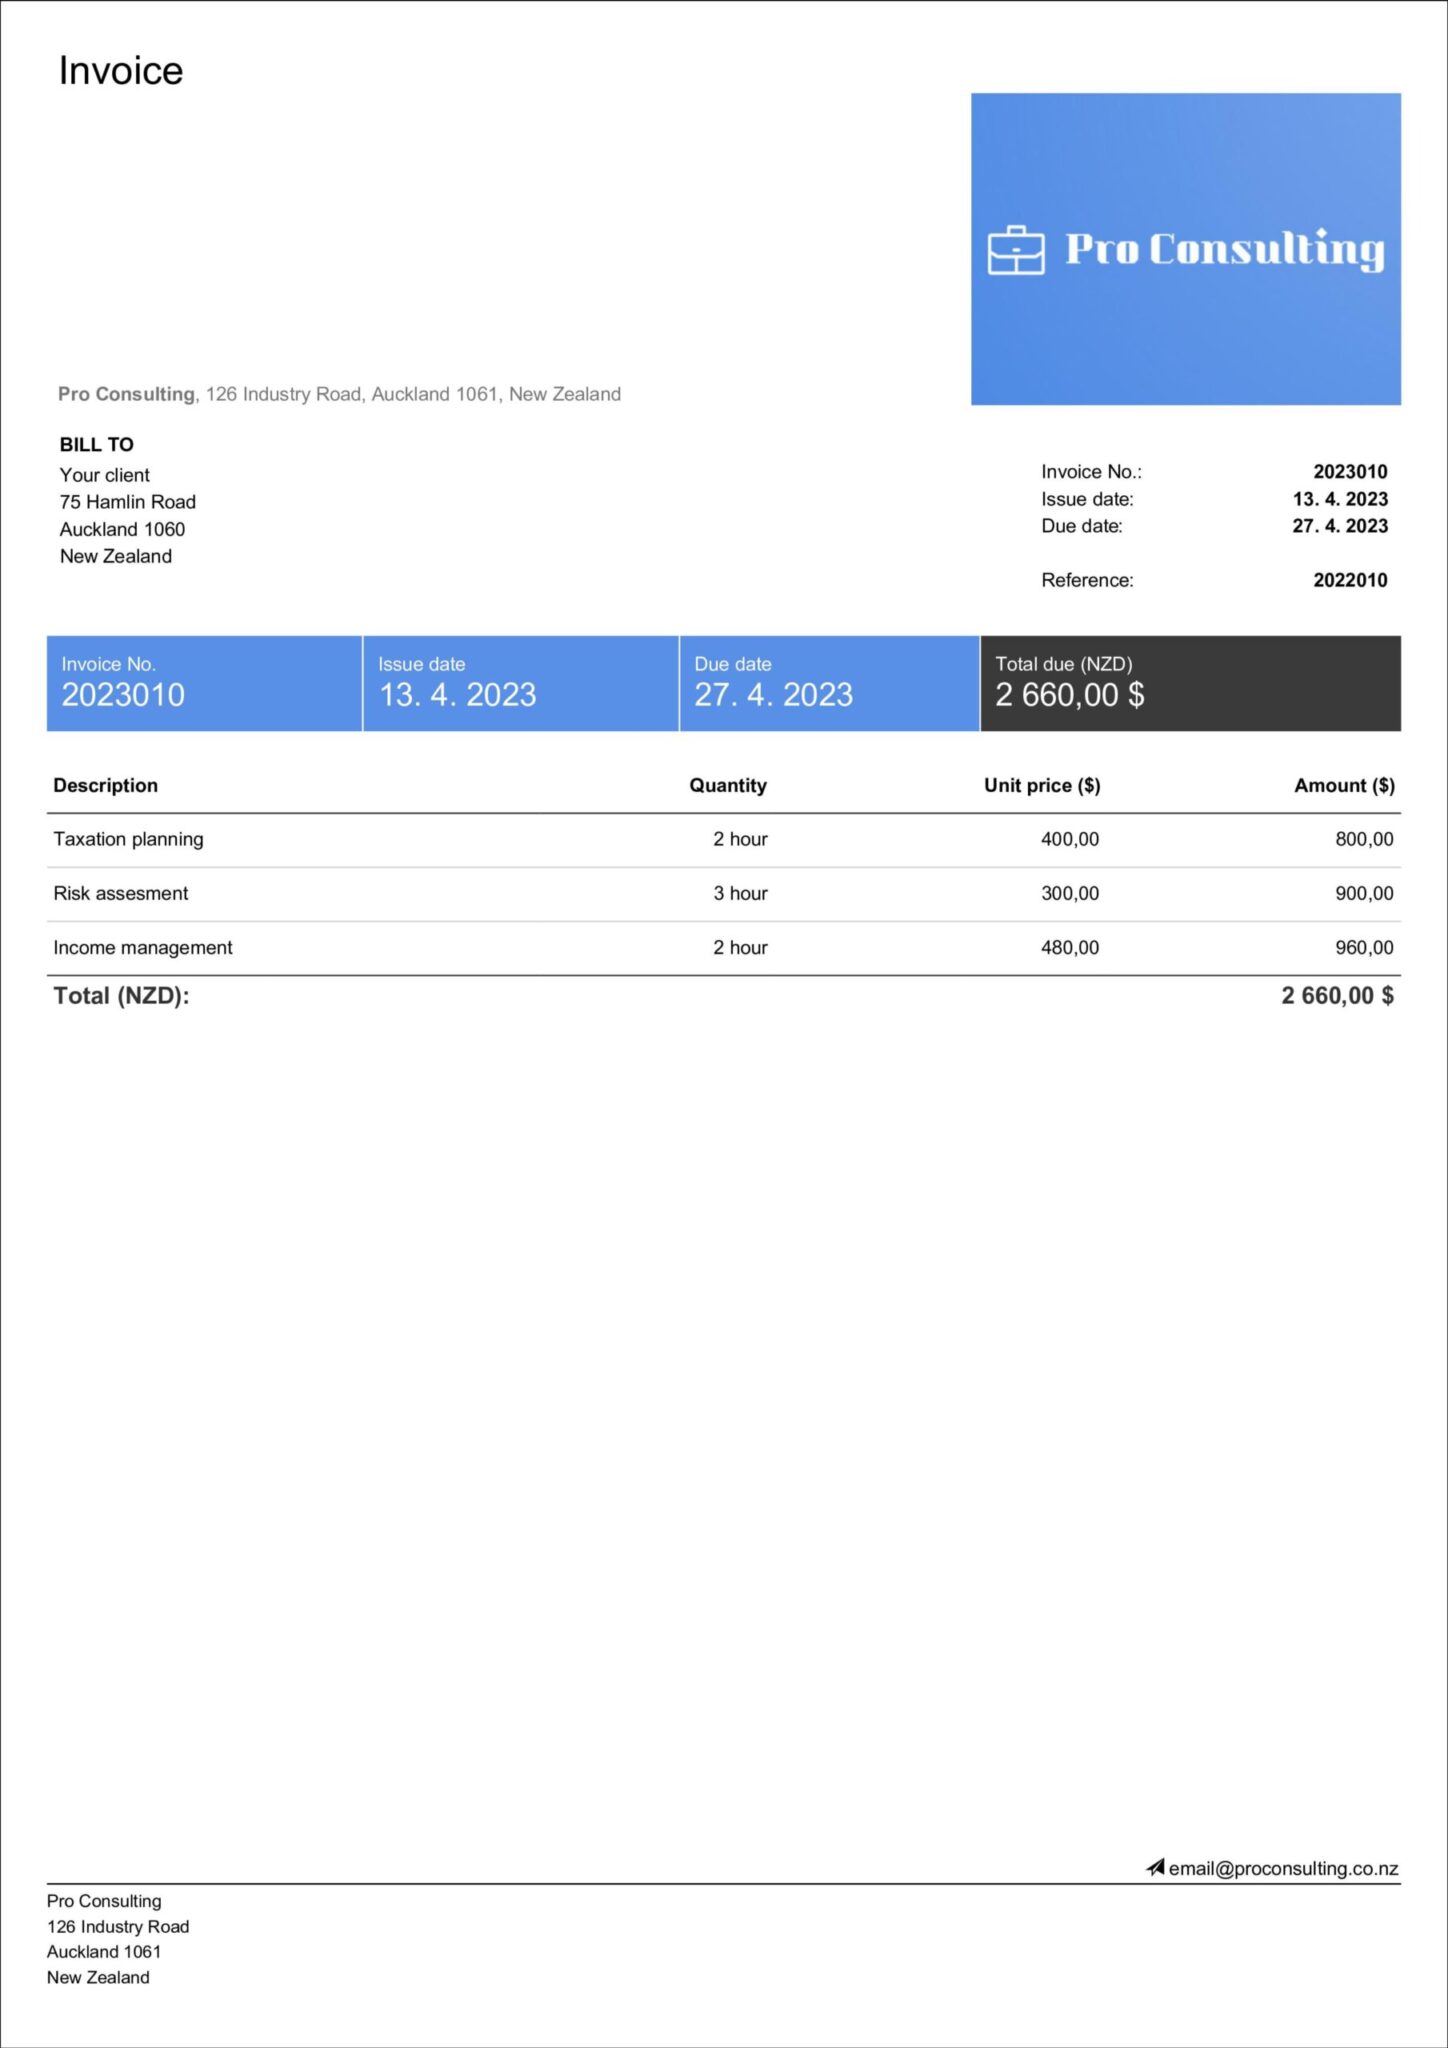 Invoice
Pro Consulting
Pro Consulting, 126 Industry Road, Auckland 1061, New Zealand
BILL TO
Your client
75 Hamlin Road
Auckland 1060
New Zealand
Invoice No.: 2023010
Issue date: 13. 4. 2023
Due date: 27. 4. 2023
Reference: 2022010
Invoice No. Issue date Due date Total due (NZD)
2023010 13. 4. 2023 27. 4. 2023 2 660,00 $
Description Quantity Unit price ($) Amount ($)
Taxation planning 2 hour 400,00 800,00
Risk assesment 3 hour 300,00 900,00
Income management 2 hour 480,00 960,00
Total (NZD): 2 660,00 $
email@proconsulting.co.nz
Pro Consulting
126 Industry Road
Auckland 1061
New Zealand